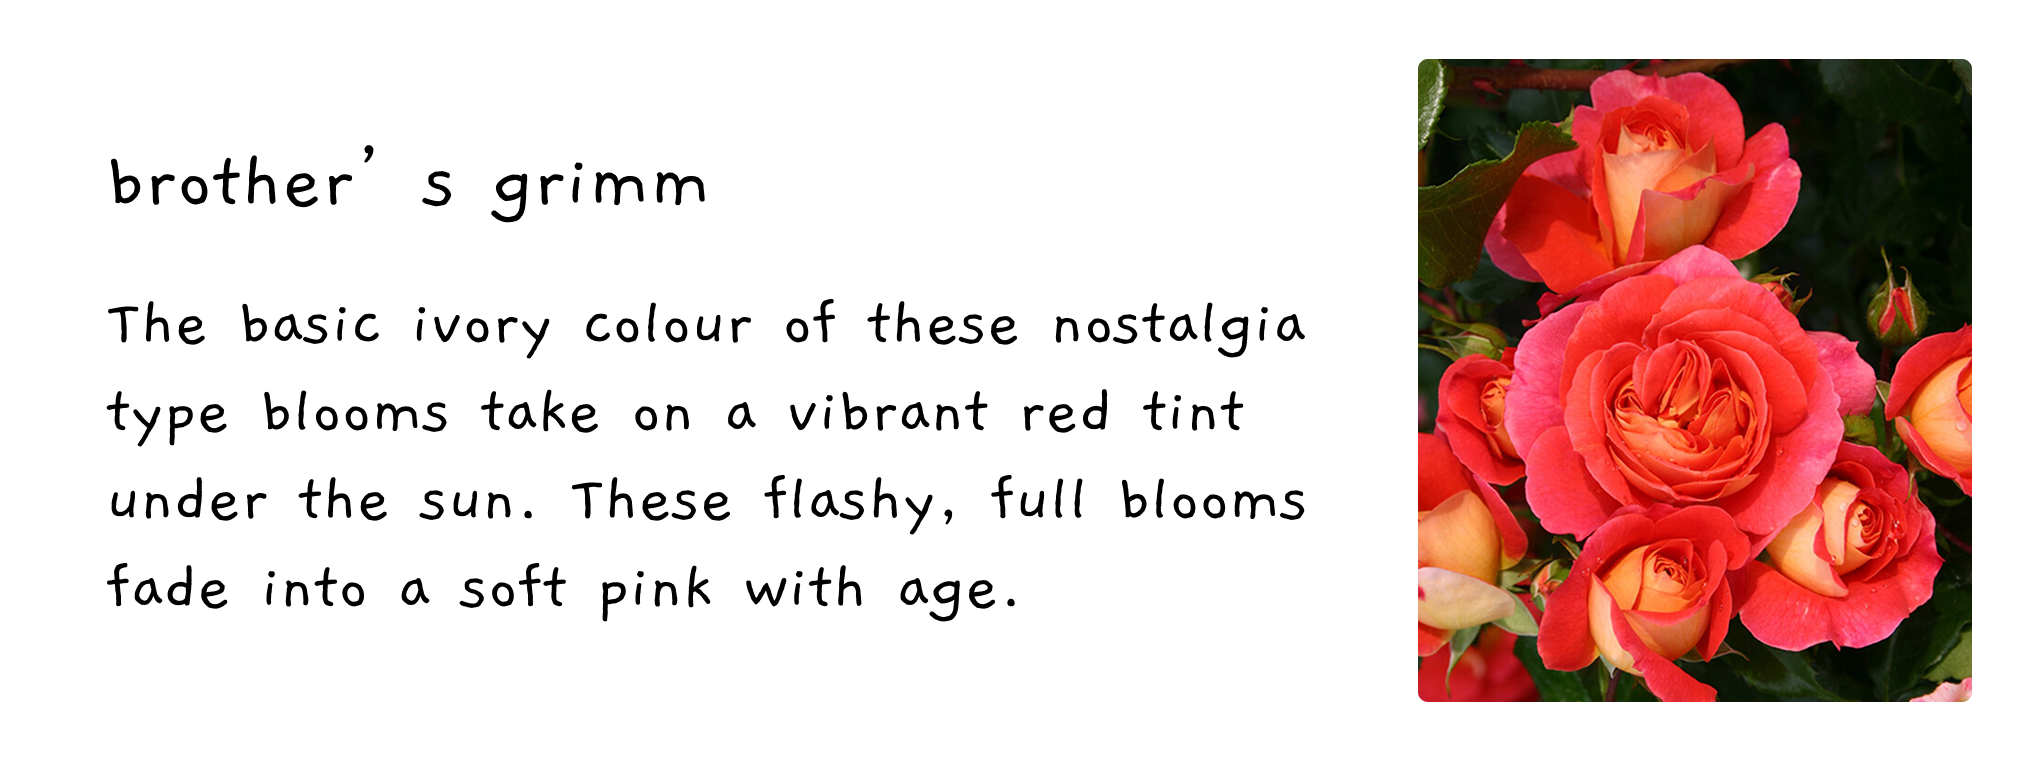 brother’ s grimm
The basic ivory colour of these nostalgia
type blooms take on a vibrant red tint
under the sun. These flashy, full blooms
fade into a soft pink with age.